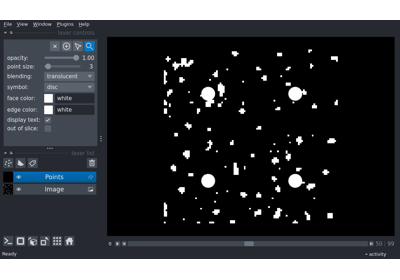 File View Window Plugins Help
layer controls
opacity: 1.00
point size: 3
blending: translucent
symbol: disc
face color: white
edge color: white
display text:
out of slice:
layer list
Points
Image
Ready
0
50 99
activity